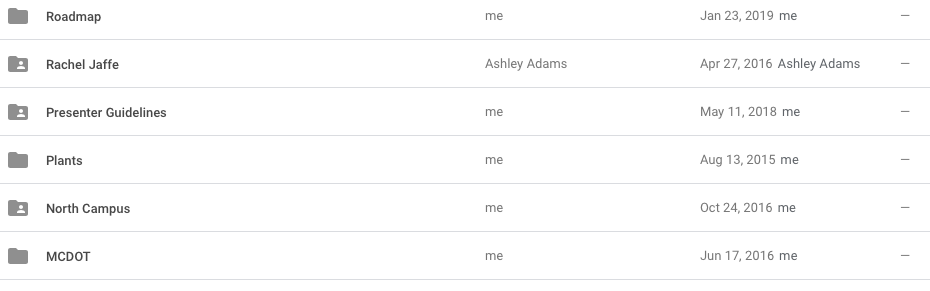 Roadmap me Jan 23, 2019 me —
Rachel Jaffe Ashley Adams Apr 27, 2016 Ashley Adams —
Presenter Guidelines me May 11, 2018 me —
Plants me Aug 13, 2015 me —
North Campus me Oct 24, 2016 me —
MCDOT me Jun 17, 2016 me —